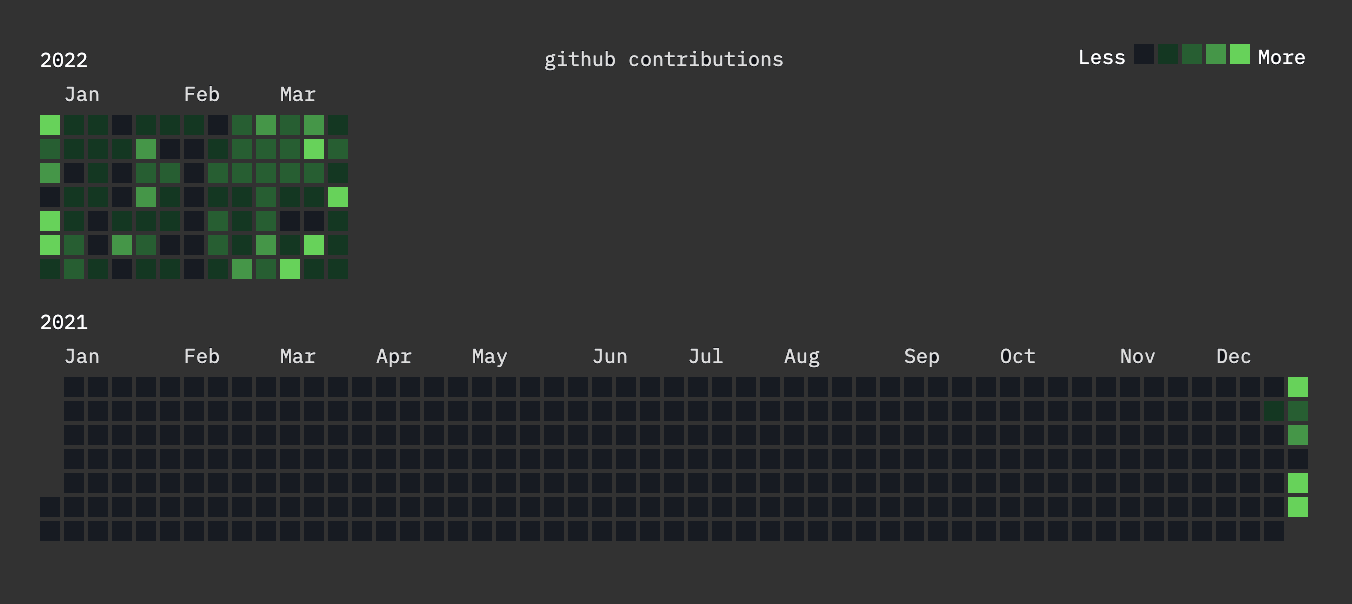 2022
github contributions
Less More
Jan Feb Mar
2021
Jan Feb Mar Apr May Jun Jul Aug Sep Oct Nov Dec